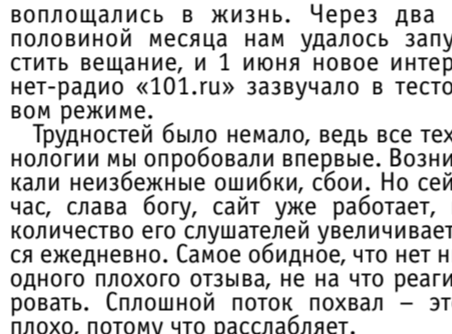 воплощались в жизнь. Через два
половиной месяца нам удалось запу
стить вещание, и 1 июня новое интер
нет-радио «101.ru» зазвучало в тесто
вом режиме.
Трудностей было немало, ведь все тех
нологии мы опробовали впервые. Возни
кали неизбежные ошибки, сбои. Но сей
час, слава богу, сайт уже работает,
количество его слушателей увеличивает
ся ежедневно. Самое обидное, что нет н
одного плохого отзыва, не на что реаги
ровать. Сплошной поток похвал – эт
плохо, потому что расслабляет.